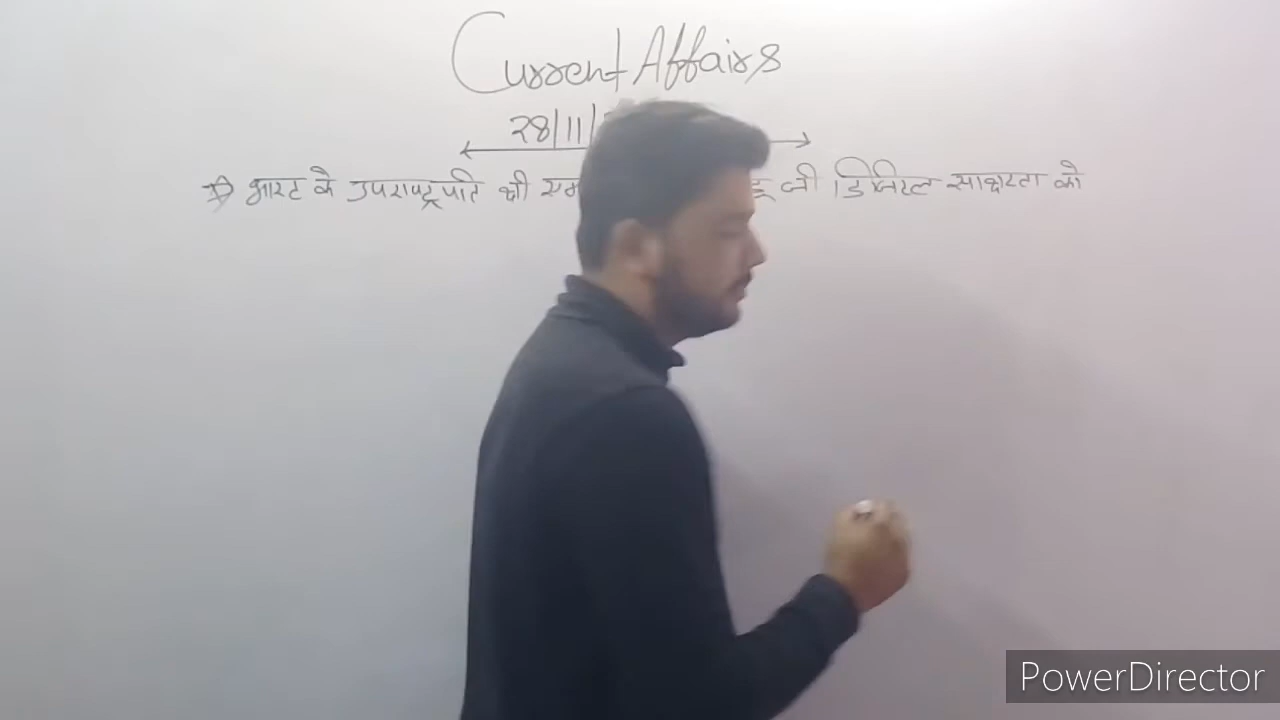 Current Affairs
28/11/
भारत के उपराष्ट्रपति श्री एम जी डिजिटल साक्षरता को
PowerDirector